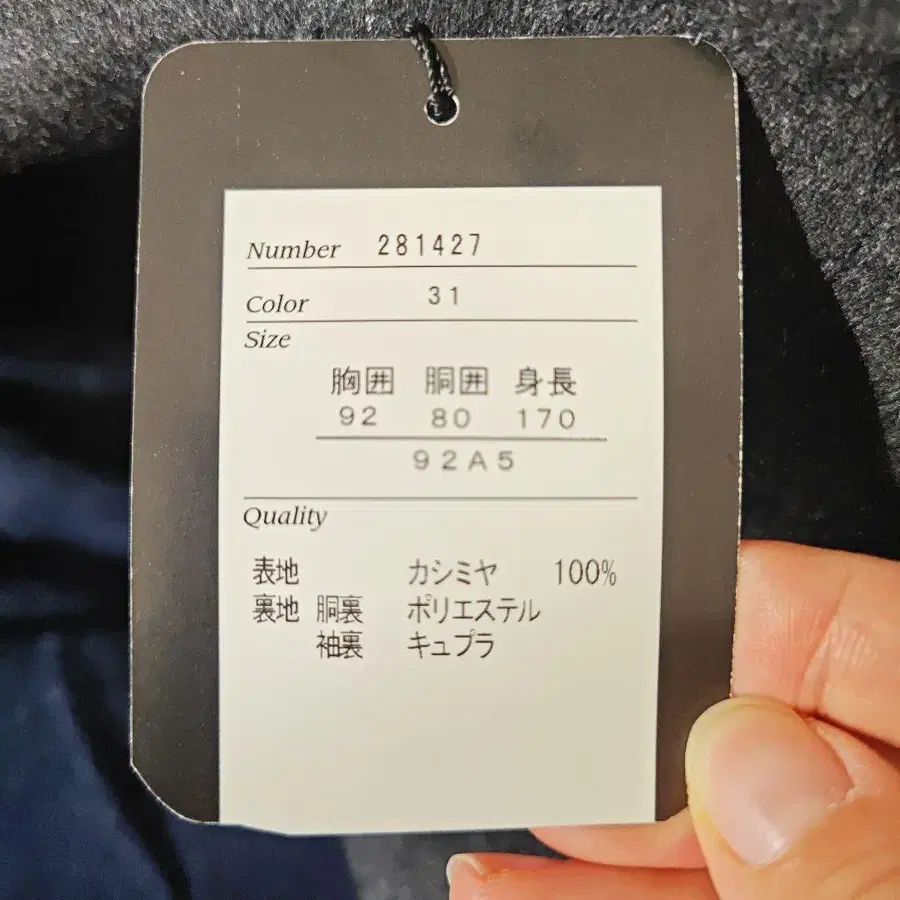 Number 281427
Color 31
Size
胸囲 胴囲 身長
92 80 170
92A5
Quality
表地 カシミヤ 100%
裏地 胴裏 ポリエステル
袖裏 キュプラ